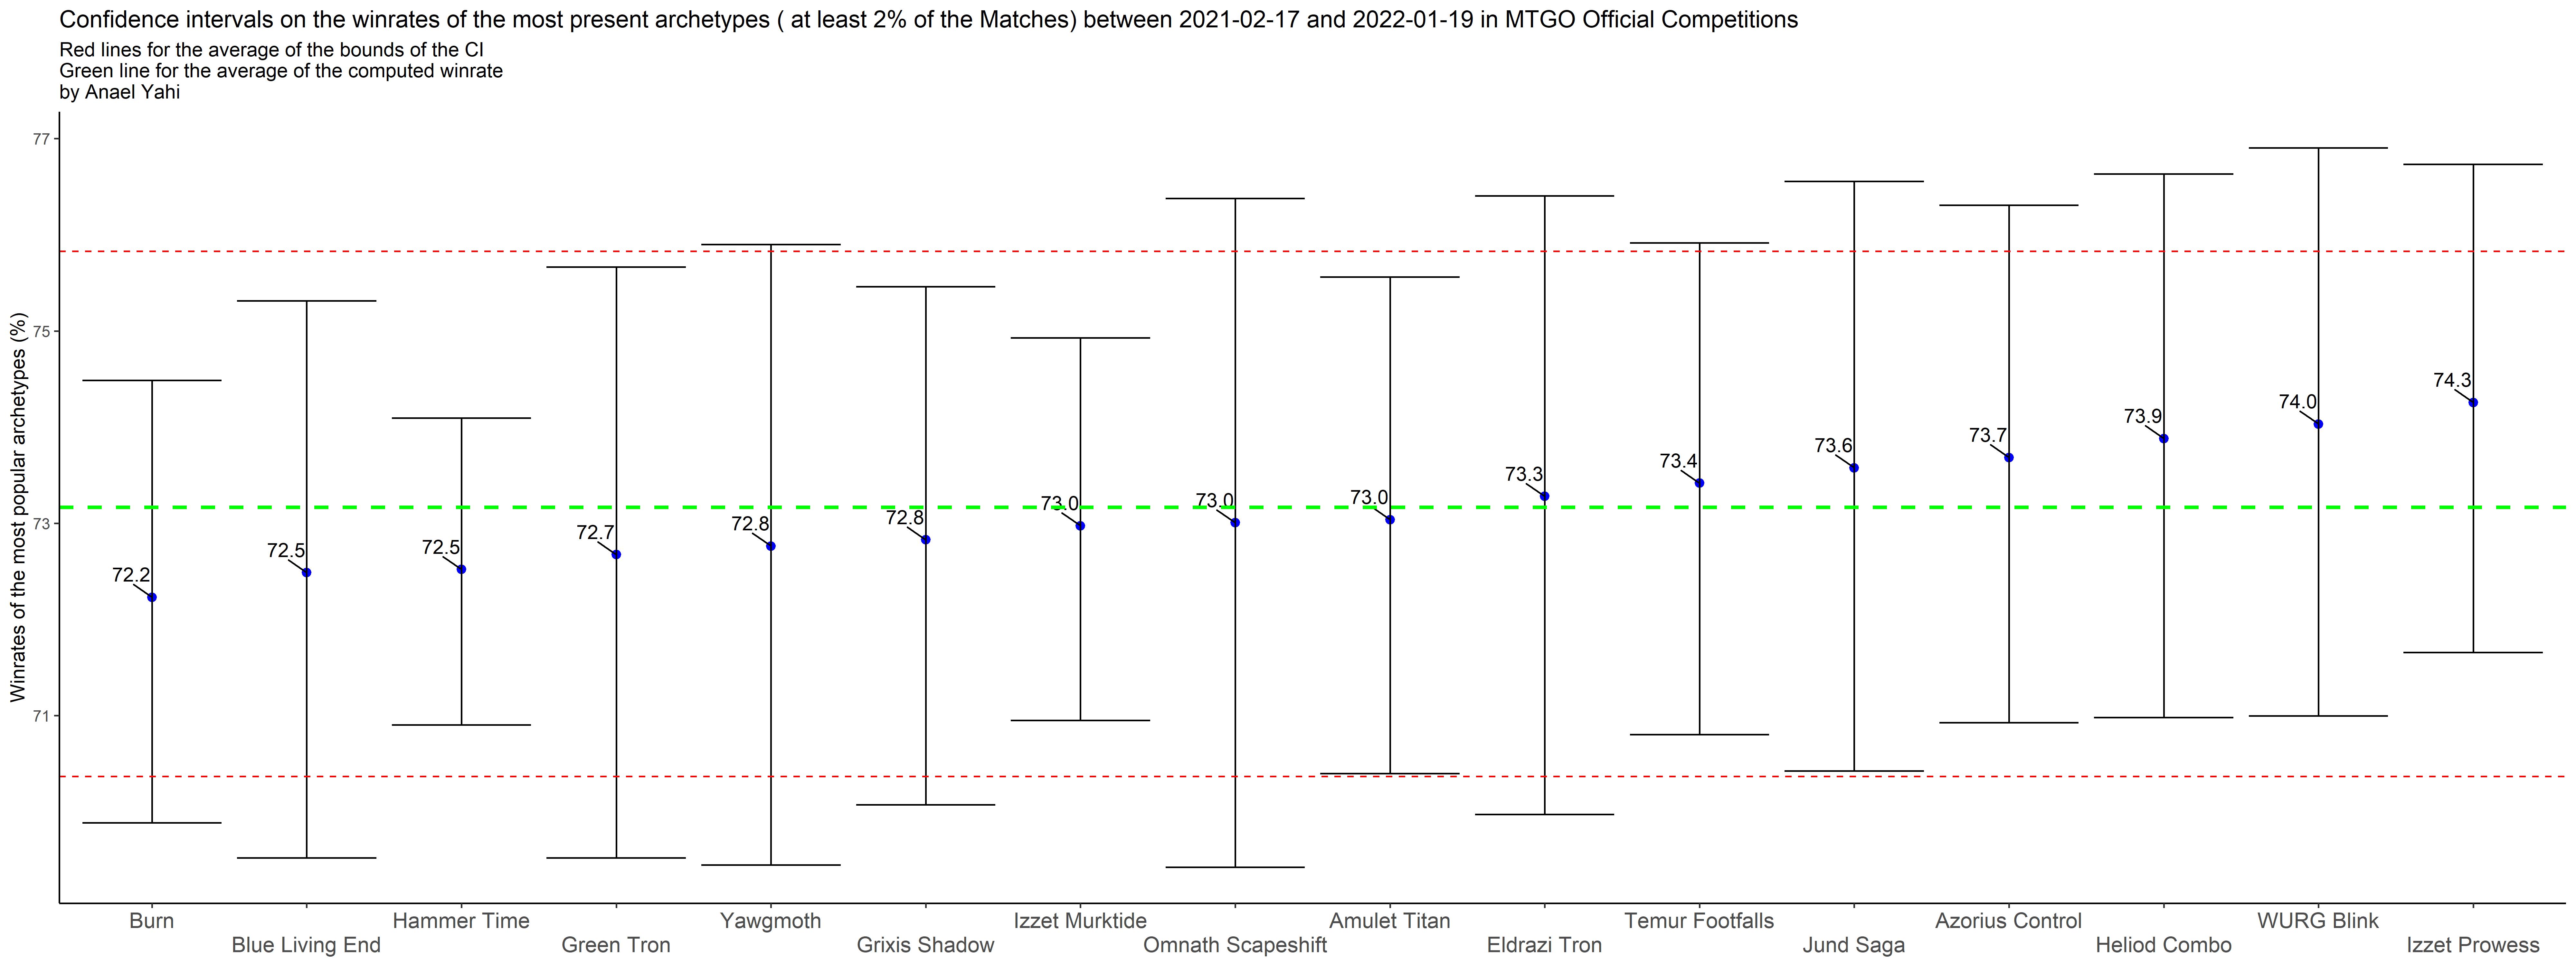 Confidence intervals on the winrates of the most present archetypes ( at least 2% of the Matches) between 2021-02-17 and 2022-01-19 in MTGO Official Competitions
Red lines for the average of the bounds of the CI
Green line for the average of the computed winrate
by Anael Yahi
Winrates of the most popular archetypes (%)
77
75
73
71
72.2
72.5
72.5
72.7
72.8
72.8
73.0
73.0
73.0
73.3
73.4
73.6
73.7
73.9
74.0
74.3
Burn
Blue Living End
Hammer Time
Green Tron
Yawgmoth
Grixis Shadow
Izzet Murktide
Omnath Scapeshift
Amulet Titan
Eldrazi Tron
Temur Footfalls
Jund Saga
Azorius Control
Heliod Combo
WURG Blink
Izzet Prowess